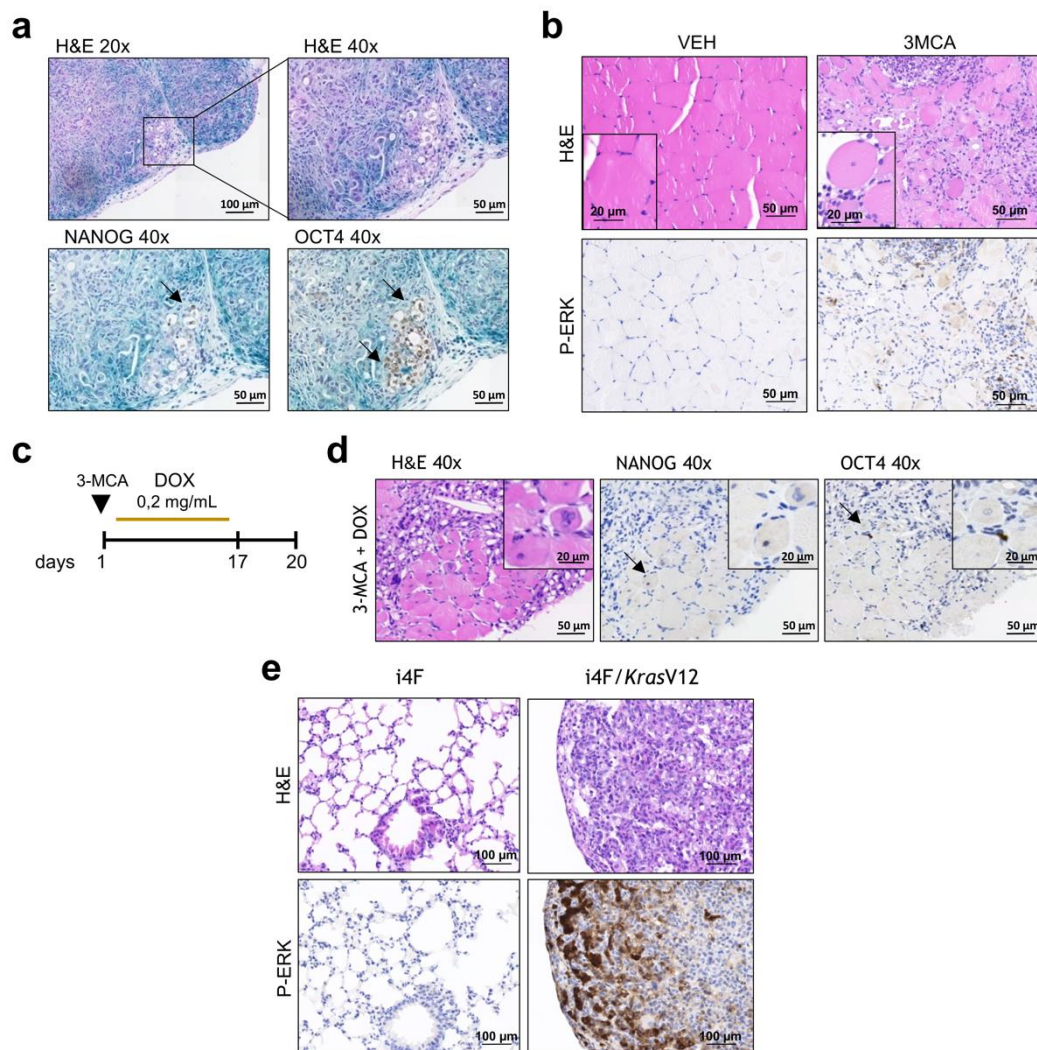 a
H&E 20x
H&E 40x
100 µm
50 µm
NANOG 40x
OCT4 40x
50 µm
50 µm
b
VEH
3MCA
H&E
20 µm
50 µm
20 µm
50 µm
P-ERK
50 µm
50 µm
c
3-MCA
DOX
0,2 mg/mL
days
1
17
20
d
H&E 40x
NANOG 40x
OCT4 40x
3-MCA + DOX
20 µm
50 µm
20 µm
50 µm
20 µm
50 µm
e
i4F
i4F/KrasV12
H&E
100 µm
100 µm
P-ERK
100 µm
100 µm